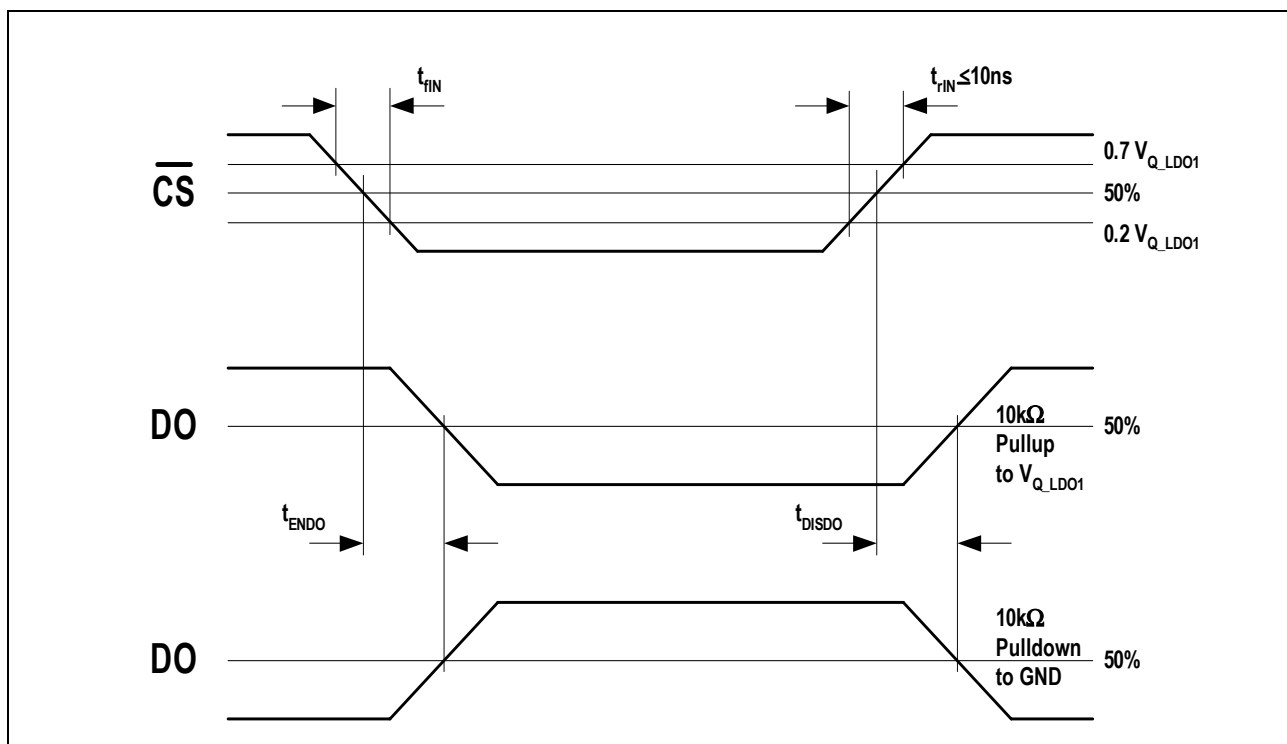 tfIN
trIN≤10ns
CS
0.7 VQ_LDO1
50%
0.2 VQ_LDO1
DO
10kΩ
Pullup
to VQ_LDO1
50%
tENDO
tDISDO
DO
10kΩ
Pulldown
to GND
50%